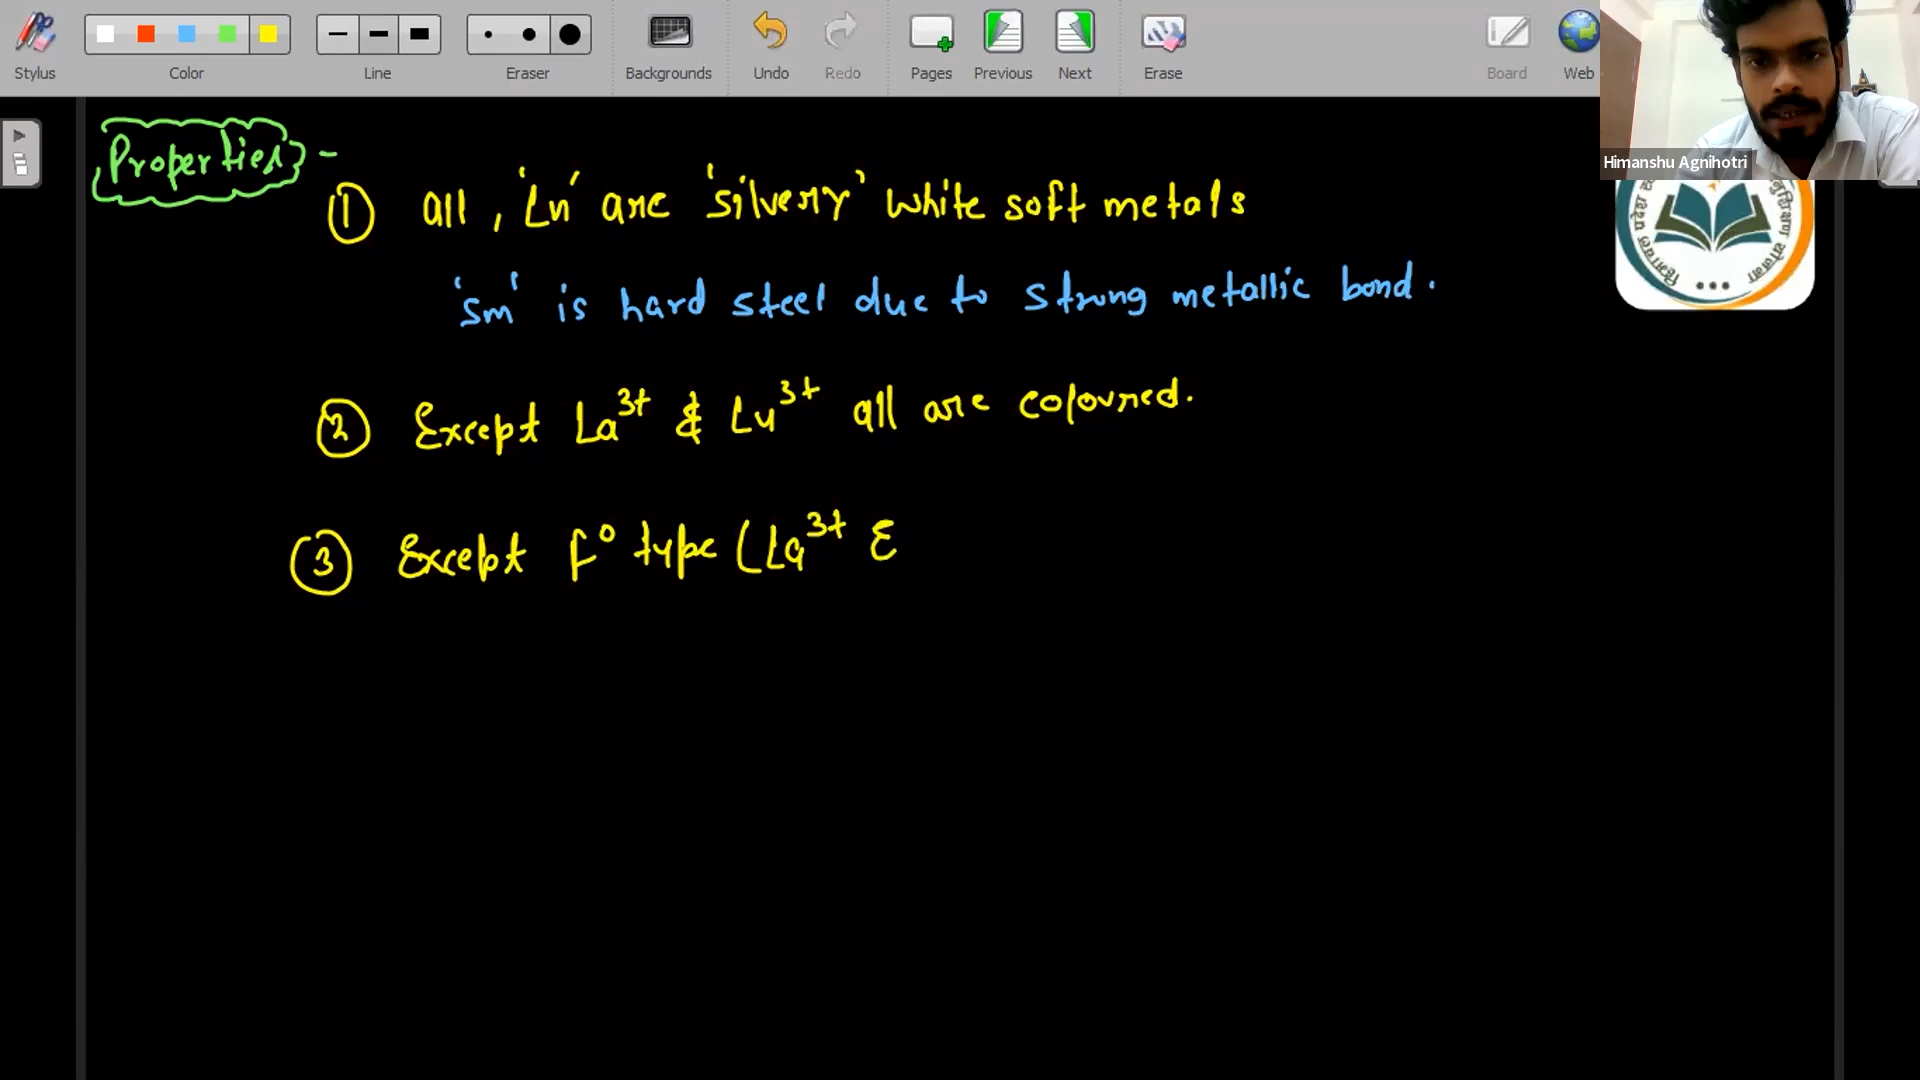 Stylus Color Line Eraser Backgrounds Undo Redo Pages Previous Next Erase Board Web
Himanshu Agnihotri
Properties -
① all, 'Ln' are 'silvery' white soft metals
'Sm' is hard steel due to strong metallic bond.
② Except La³⁺ & Lu³⁺ all are coloured.
③ Except f⁰ type (La³⁺ &